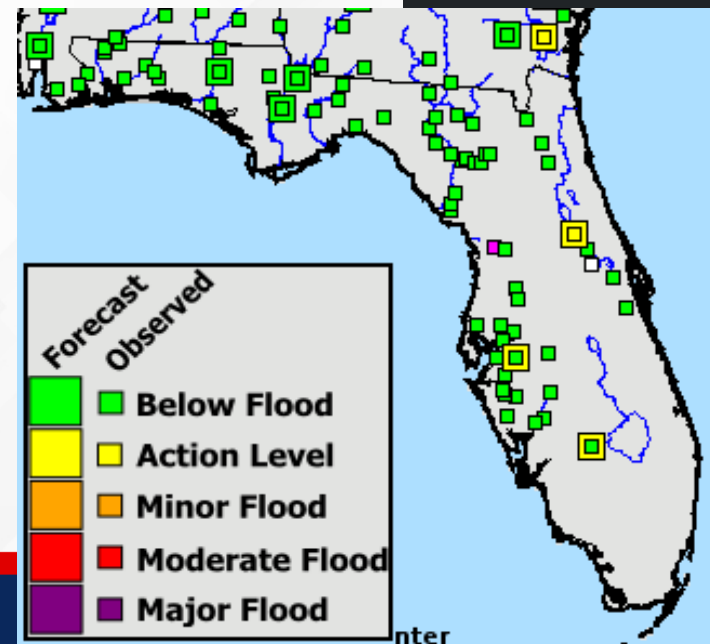 Forecast
Observed
Below Flood
Action Level
Minor Flood
Moderate Flood
Major Flood
nter